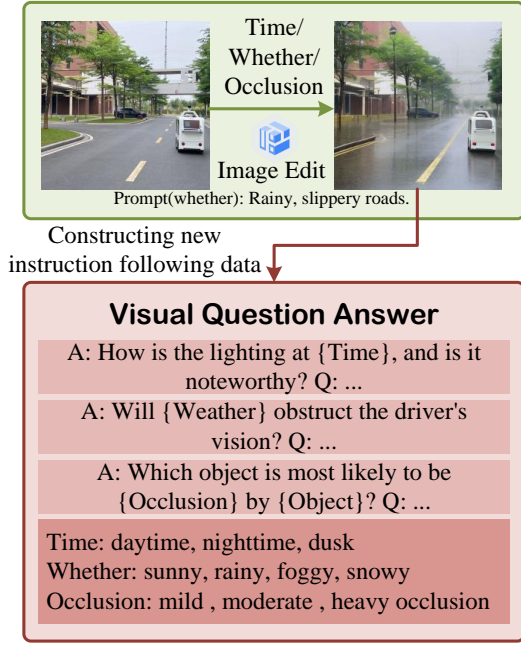 Time/
Whether/
Occlusion
Image Edit
Prompt(whether): Rainy, slippery roads.
Constructing new
instruction following data
Visual Question Answer
A: How is the lighting at {Time}, and is it
noteworthy? Q: ...
A: Will {Weather} obstruct the driver's
vision? Q: ...
A: Which object is most likely to be
{Occlusion} by {Object}? Q: ...
Time: daytime, nighttime, dusk
Whether: sunny, rainy, foggy, snowy
Occlusion: mild , moderate , heavy occlusion